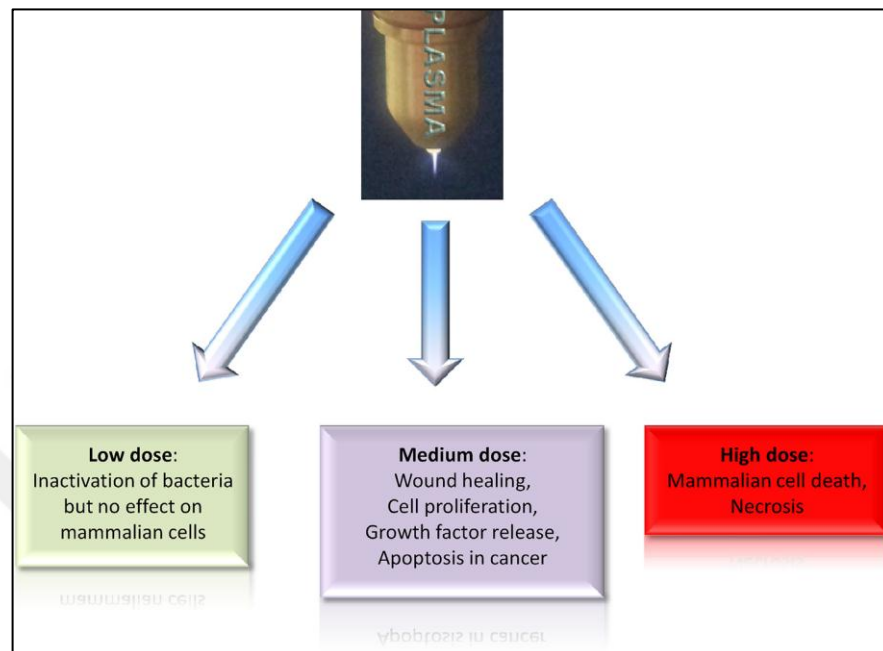 PLASMA
Low dose:
Inactivation of bacteria
but no effect on
mammalian cells
Medium dose:
Wound healing,
Cell proliferation,
Growth factor release,
Apoptosis in cancer
High dose:
Mammalian cell death,
Necrosis